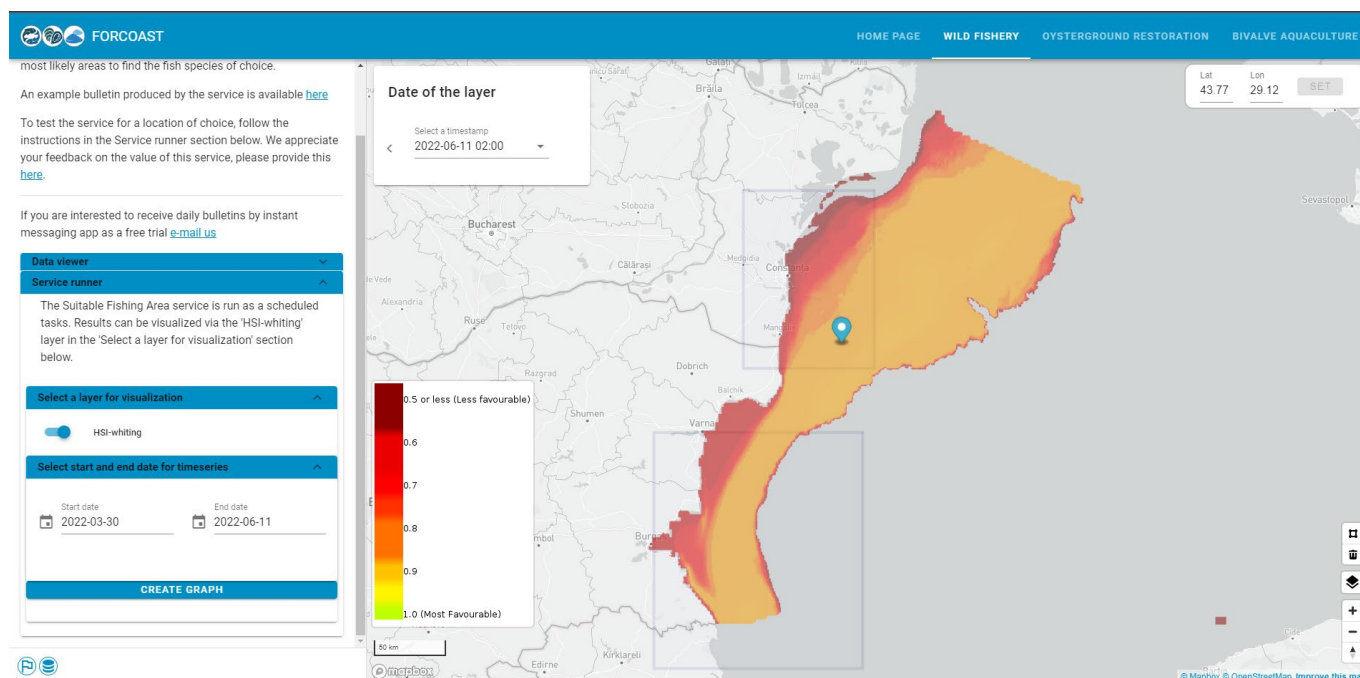 FORCOAST
HOME PAGE
WILD FISHERY
OYSTERGROUND RESTORATION
BIVALVE AQUACULTURE
most likely areas to find the fish species of choice.
An example bulletin produced by the service is available here
To test the service for a location of choice, follow the
instructions in the Service runner section below. We appreciate
your feedback on the value of this service, please provide this
here.
If you are interested to receive daily bulletins by instant
messaging app as a free trial e-mail us
Data viewer
Service runner
The Suitable Fishing Area service is run as a scheduled
tasks. Results can be visualized via the 'HSI-whiting'
layer in the 'Select a layer for visualization' section
below.
Select a layer for visualization
HSI-whiting
Select start and end date for timeseries
Start date
2022-03-30
End date
2022-06-11
CREATE GRAPH
Date of the layer
Select a timestamp
2022-06-11 02:00
Lat
43.77
Lon
29.12
SET
Galați
Izmáil
Brăila
Tulcea
Sevastopol
Slobozia
Bucharest
Călărași
Medgidia
Constanța
Alexandria
Ruse
Tetovo
Dobrich
Razgrad
Balchik
Shumen
Varna
Kirklareli
Edirne
0.5 or less (Less favourable)
0.6
0.7
0.8
0.9
1.0 (Most Favourable)
50 km
mapbox
© Mapbox © OpenStreetMap Improve this ma